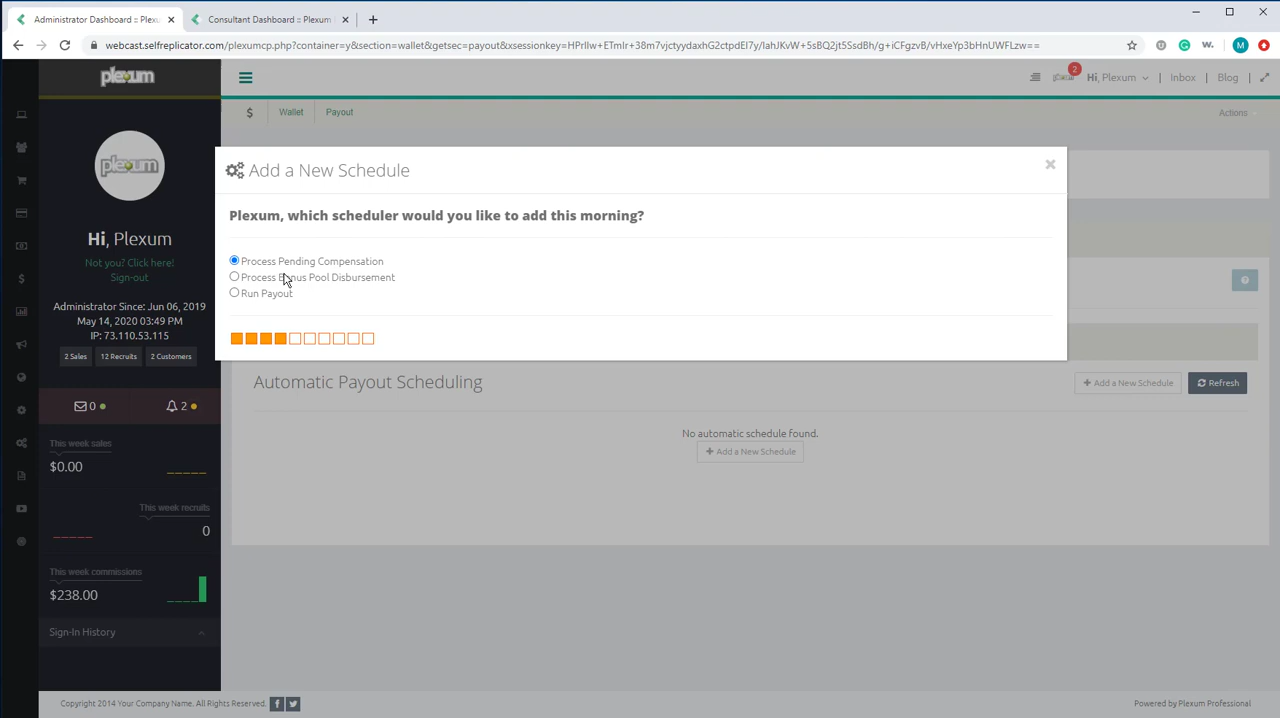 Administrator Dashboard :: Plexu
Consultant Dashboard :: Plexum
webcast.selfreplicator.com/plexumcp.php?container=y&section=wallet&getsec=payout&xsessionkey=HPrIlw+ETmIr+38m7vjctyydaxhG2ctpdEI7y/IahJKvW+5sBQ2jt5SsdBh/g+iCFgzvB/vHxeYp3bHnUWFLzw==
M
plexum
2
Hi, Plexum
Inbox
Blog
$
Wallet
Payout
Actions
plexum
Add a New Schedule
Plexum, which scheduler would you like to add this morning?
Hi, Plexum
Not you? Click here!
Sign-out
Process Pending Compensation
Process Bonus Pool Disbursement
Run Payout
Administrator Since: Jun 06, 2019
May 14, 2020 03:49 PM
IP: 73.110.53.115
2 Sales
12 Recruits
2 Customers
Automatic Payout Scheduling
Add a New Schedule
Refresh
0
2
No automatic schedule found.
Add a New Schedule
This week sales
$0.00
This week recruits
0
This week commissions
$238.00
Sign-In History
Copyright 2014 Your Company Name. All Rights Reserved.
Powered by Plexum Professional